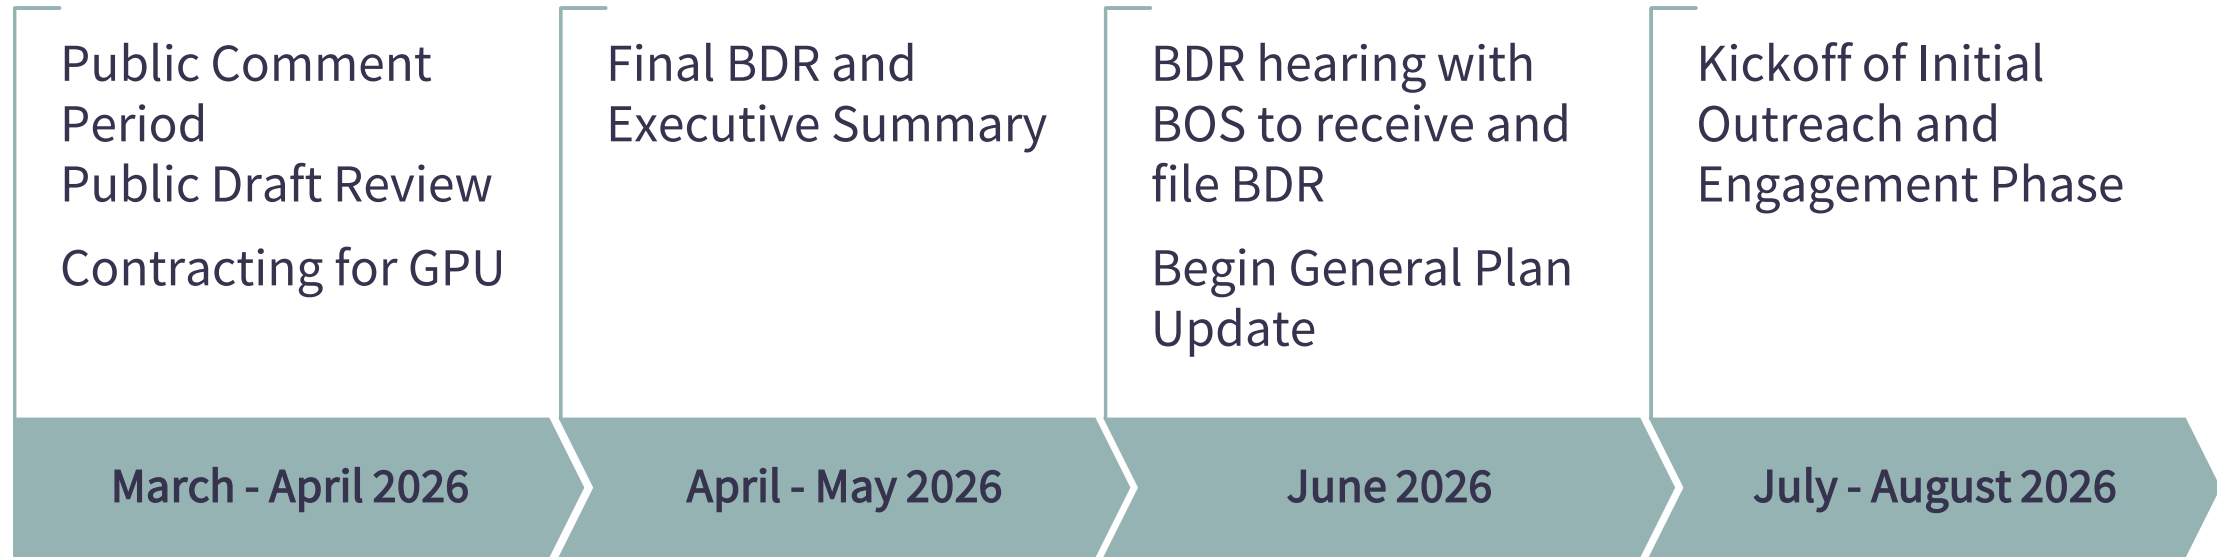 Public Comment
Period
Public Draft Review
Contracting for GPU
March - April 2026
Final BDR and
Executive Summary
April - May 2026
BDR hearing with
BOS to receive and
file BDR
Begin General Plan
Update
June 2026
Kickoff of Initial
Outreach and
Engagement Phase
July - August 2026